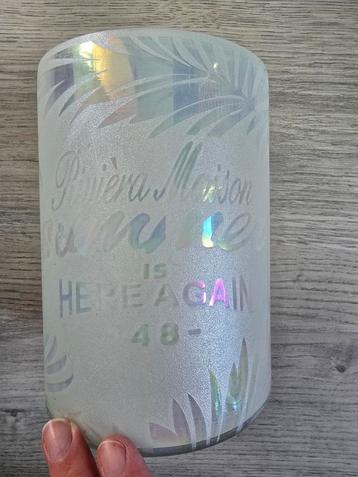 Rivièra Maison
summer
IS
HERE AGAIN
- 48 -